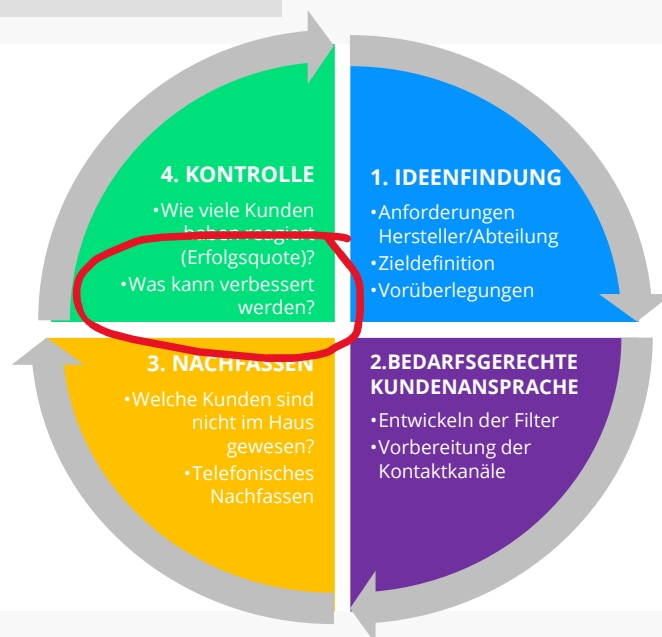 4. KONTROLLE
•Wie viele Kunden
haben reagiert
(Erfolgsquote)?
•Was kann verbessert
werden?
1. IDEENFINDUNG
•Anforderungen
Hersteller/Abteilung
•Zieldefinition
•Vorüberlegungen
2.BEDARFSGERECHTE
KUNDENANSPRACHE
•Entwickeln der Filter
•Vorbereitung der
Kontaktkanäle
3. NACHFASSEN
•Welche Kunden sind
nicht im Haus
gewesen?
•Telefonisches
Nachfassen